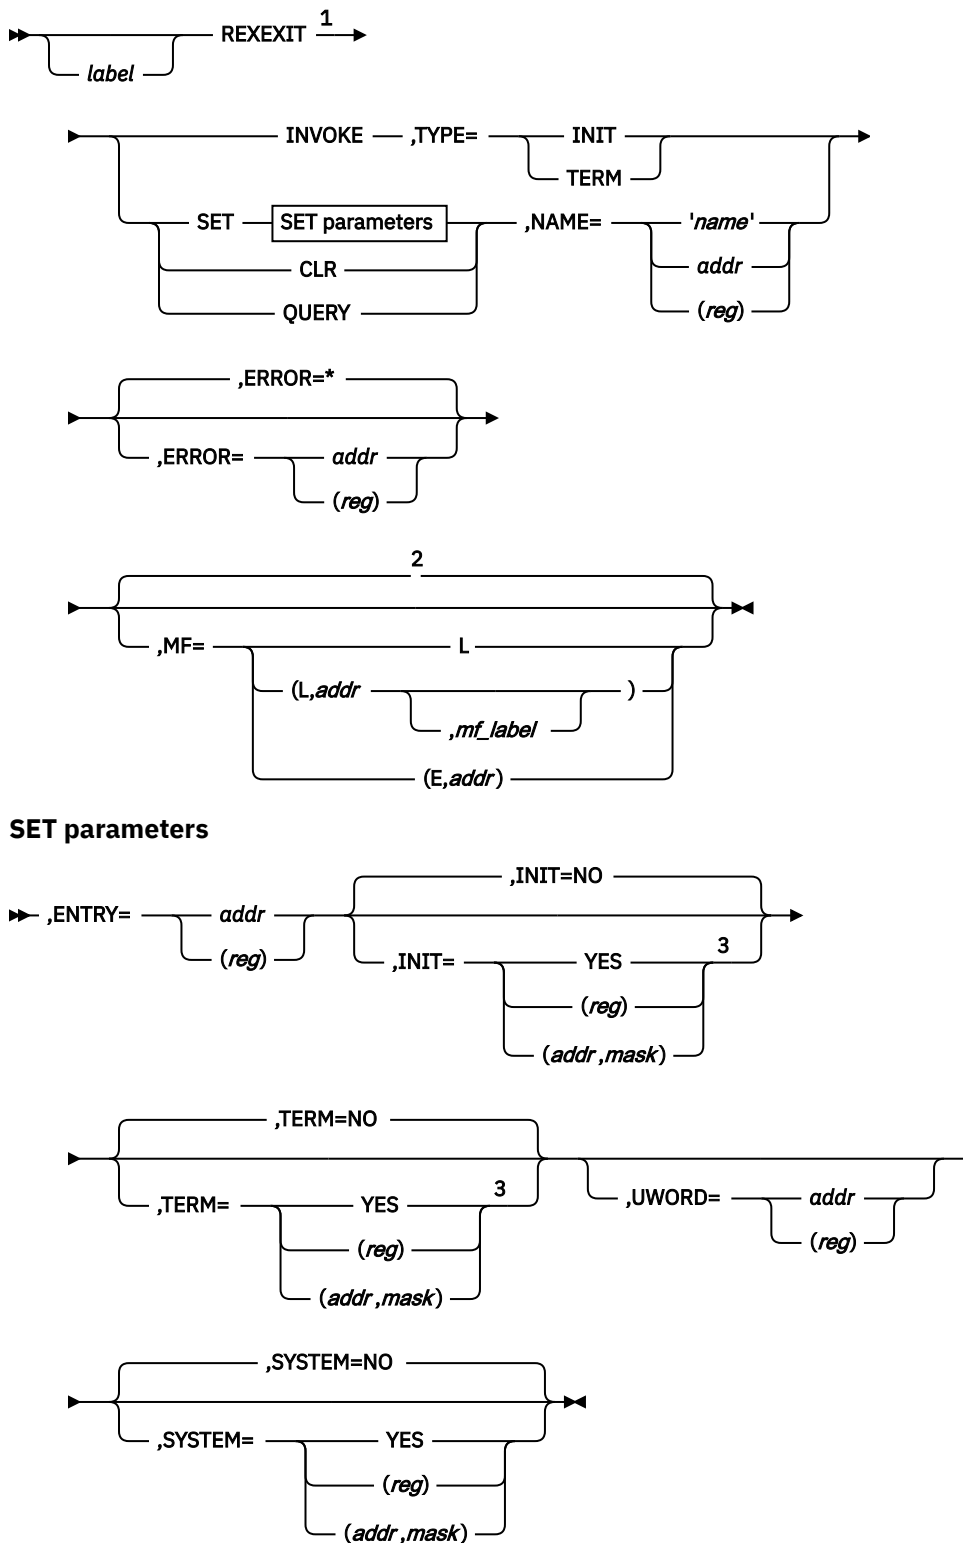 label
REXEXIT 1
INVOKE ,TYPE= INIT
TERM
SET SET parameters ,NAME= 'name'
CLR addr
QUERY (reg)
,ERROR=*
,ERROR= addr
(reg)
2
,MF= L
(L,addr )
,mf_label
(E,addr)
SET parameters
,ENTRY= addr
(reg)
,INIT=NO
,INIT= YES 3
(reg)
(addr,mask)
,TERM=NO
,TERM= YES 3
(reg)
(addr,mask)
,UWORD= addr
(reg)
,SYSTEM=NO
,SYSTEM= YES
(reg)
(addr,mask)